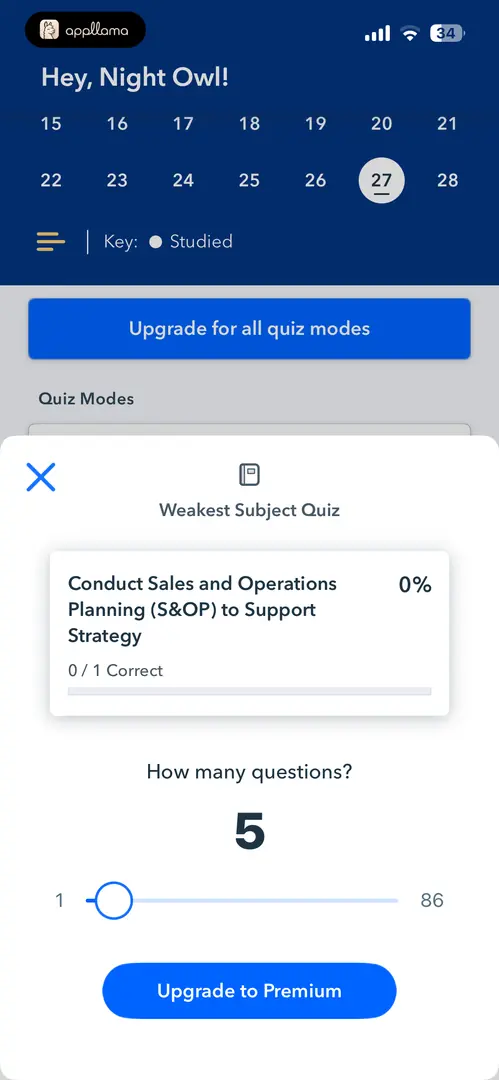 appllama
34
Hey, Night Owl!
15 16 17 18 19 20 21
22 23 24 25 26 27 28
Key: Studied
Upgrade for all quiz modes
Quiz Modes
Weakest Subject Quiz
Conduct Sales and Operations 0%
Planning (S&OP) to Support
Strategy
0 / 1 Correct
How many questions?
5
1 86
Upgrade to Premium